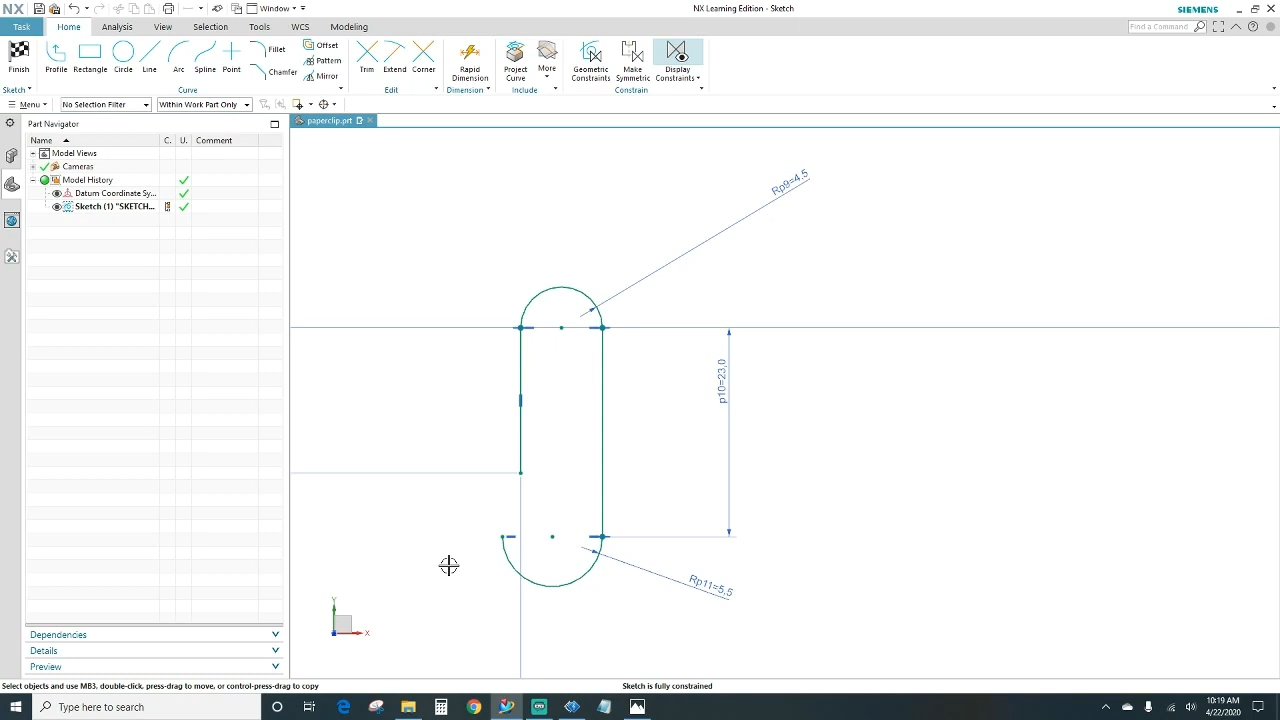 NX
Window
NX Learning Edition - Sketch
SIEMENS
Task Home Analysis View Selection Tools WCS Modeling
Find a Command
Finish Profile Rectangle Circle Line Arc Spline Point Fillet Chamfer Offset Pattern Mirror Trim Extend Corner Rapid Dimension Project Curve More Geometric Constraints Make Symmetric Display Constraints
Sketch Curve Edit Dimension Include Constrain
Menu No Selection Filter Within Work Part Only
Part Navigator
paperclip.prt
Name C. U. Comment
Model Views
Cameras
Model History
Datum Coordinate Sy...
Sketch (1) "SKETCH...
Rp9=4,5
p10=23,0
Rp11=5,5
Y
X
Dependencies
Details
Preview
Select objects and use MB3, double-click, press-drag to move, or control-press-drag to copy
Sketch is fully constrained
Type here to search
10:19 AM
4/22/2020